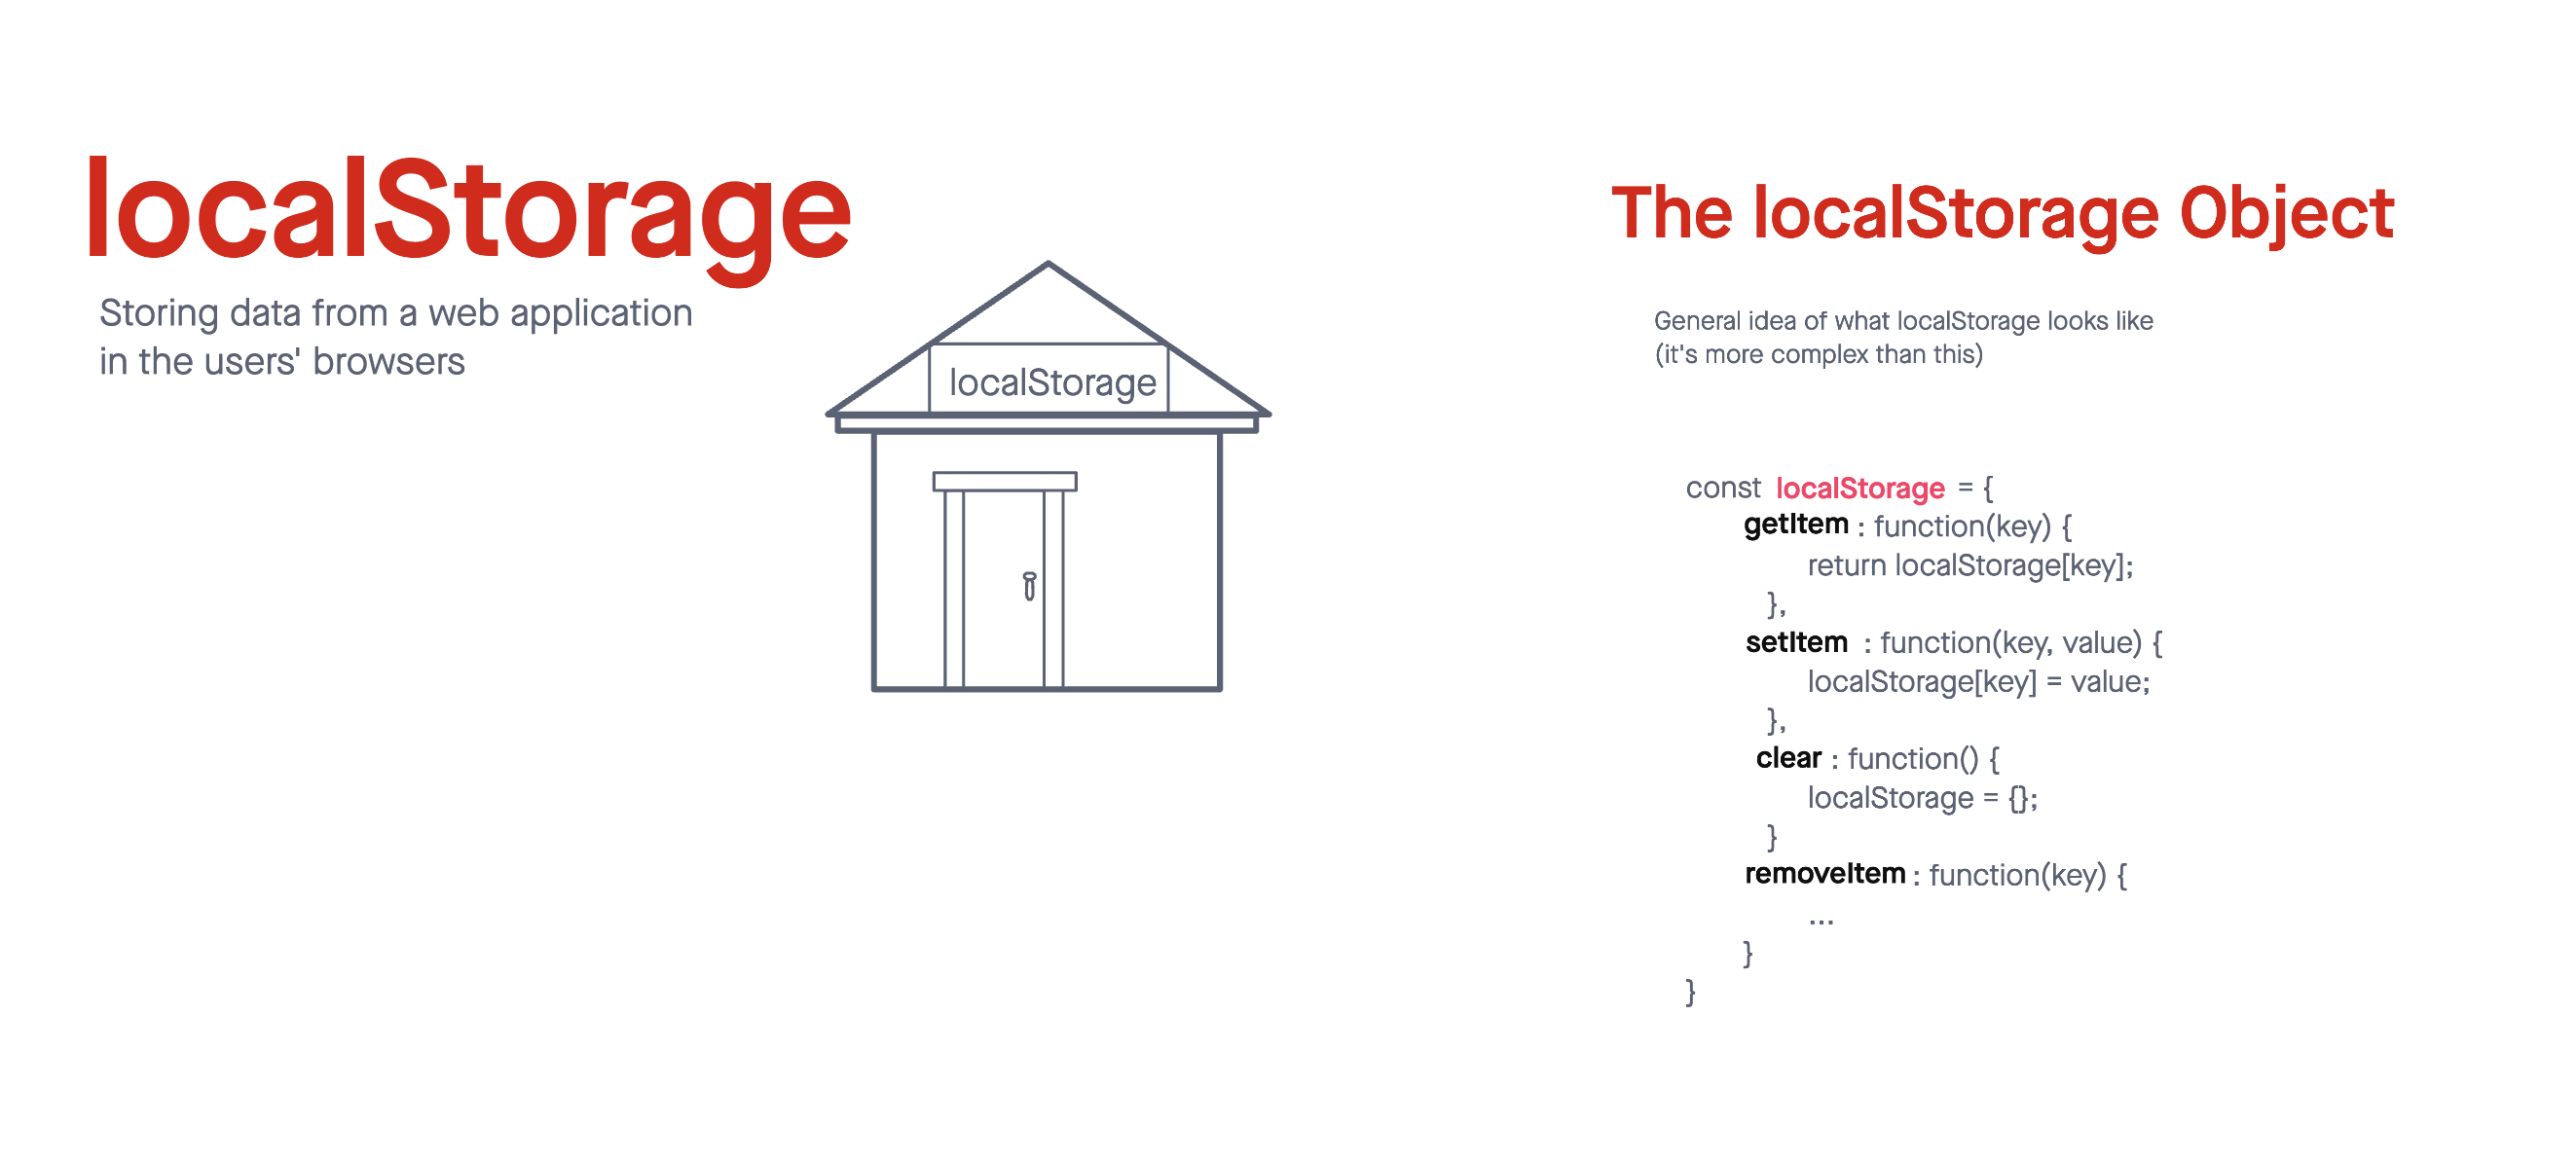 localStorage
Storing data from a web application
in the users' browsers
localStorage
The localStorage Object
General idea of what localStorage looks like
(it's more complex than this)
const localStorage = {
getItem : function(key) {
return localStorage[key];
},
setItem : function(key, value) {
localStorage[key] = value;
},
clear : function() {
localStorage = {};
}
removeItem : function(key) {
...
}
}